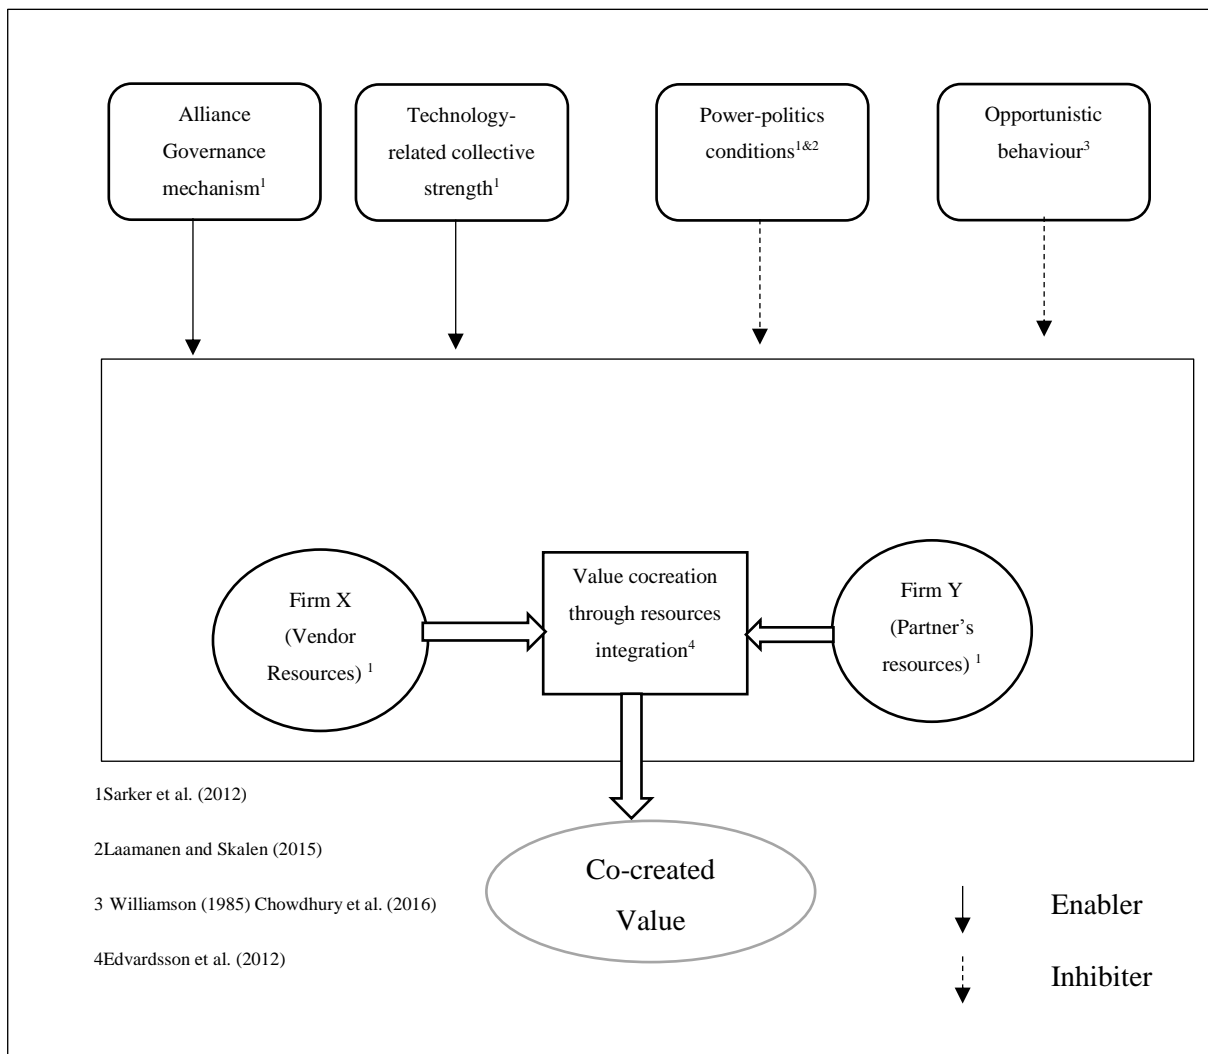 Alliance
Governance
mechanism1
Technology-
related collective
strength1
Power-politics
conditions1&2
Opportunistic
behaviour3
Firm X
(Vendor
Resources) 1
Value cocreation
through resources
integration4
Firm Y
(Partner’s
resources) 1
1Sarker et al. (2012)
2Laamanen and Skalen (2015)
3 Williamson (1985) Chowdhury et al. (2016)
4Edvardsson et al. (2012)
Co-created
Value
Enabler
Inhibiter